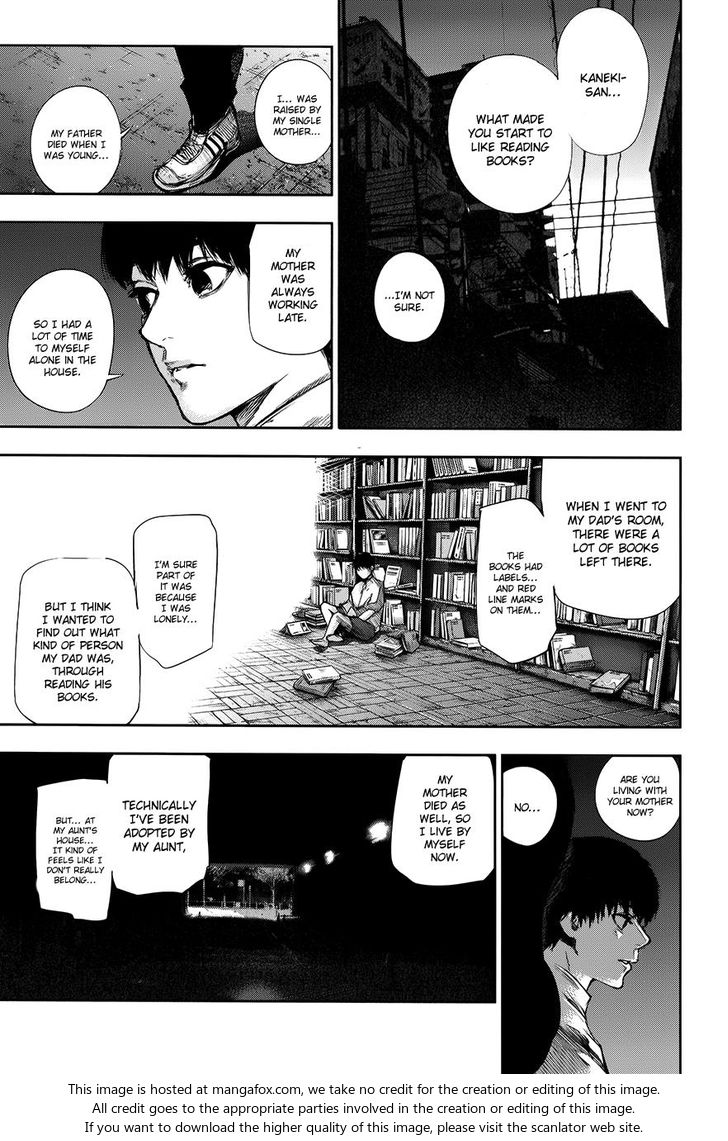 KANEKI-
SAN...
WHAT MADE
YOU START TO
LIKE READING
BOOKS?
...I'M NOT
SURE.
I... WAS
RAISED BY
MY SINGLE
MOTHER...
MY FATHER
DIED WHEN I
WAS YOUNG...
MY
MOTHER
WAS
ALWAYS
WORKING
LATE.
SO I HAD A
LOT OF TIME
TO MYSELF
ALONE IN THE
HOUSE.
WHEN I WENT TO
MY DAD'S ROOM,
THERE WERE A
LOT OF BOOKS
LEFT THERE.
THE
BOOKS HAD
LABELS...
AND RED
LINE MARKS
ON THEM...
I'M SURE
PART OF
IT WAS
BECAUSE
I WAS
LONELY...
BUT I THINK
I WANTED TO
FIND OUT WHAT
KIND OF PERSON
MY DAD WAS,
THROUGH
READING HIS
BOOKS.
ARE YOU
LIVING WITH
YOUR MOTHER
NOW?
NO...
MY
MOTHER
DIED AS
WELL, SO
I LIVE BY
MYSELF
NOW.
TECHNICALLY
I'VE BEEN
ADOPTED BY
MY AUNT,
BUT... AT
MY AUNT'S
HOUSE...
IT KIND OF
FEELS LIKE I
DON'T REALLY
BELONG...
This image is hosted at mangafox.com, we take no credit for the creation or editing of this image.
All credit goes to the appropriate parties involved in the creation or editing of this image.
If you want to download the higher quality of this image, please visit the scanlator web site.